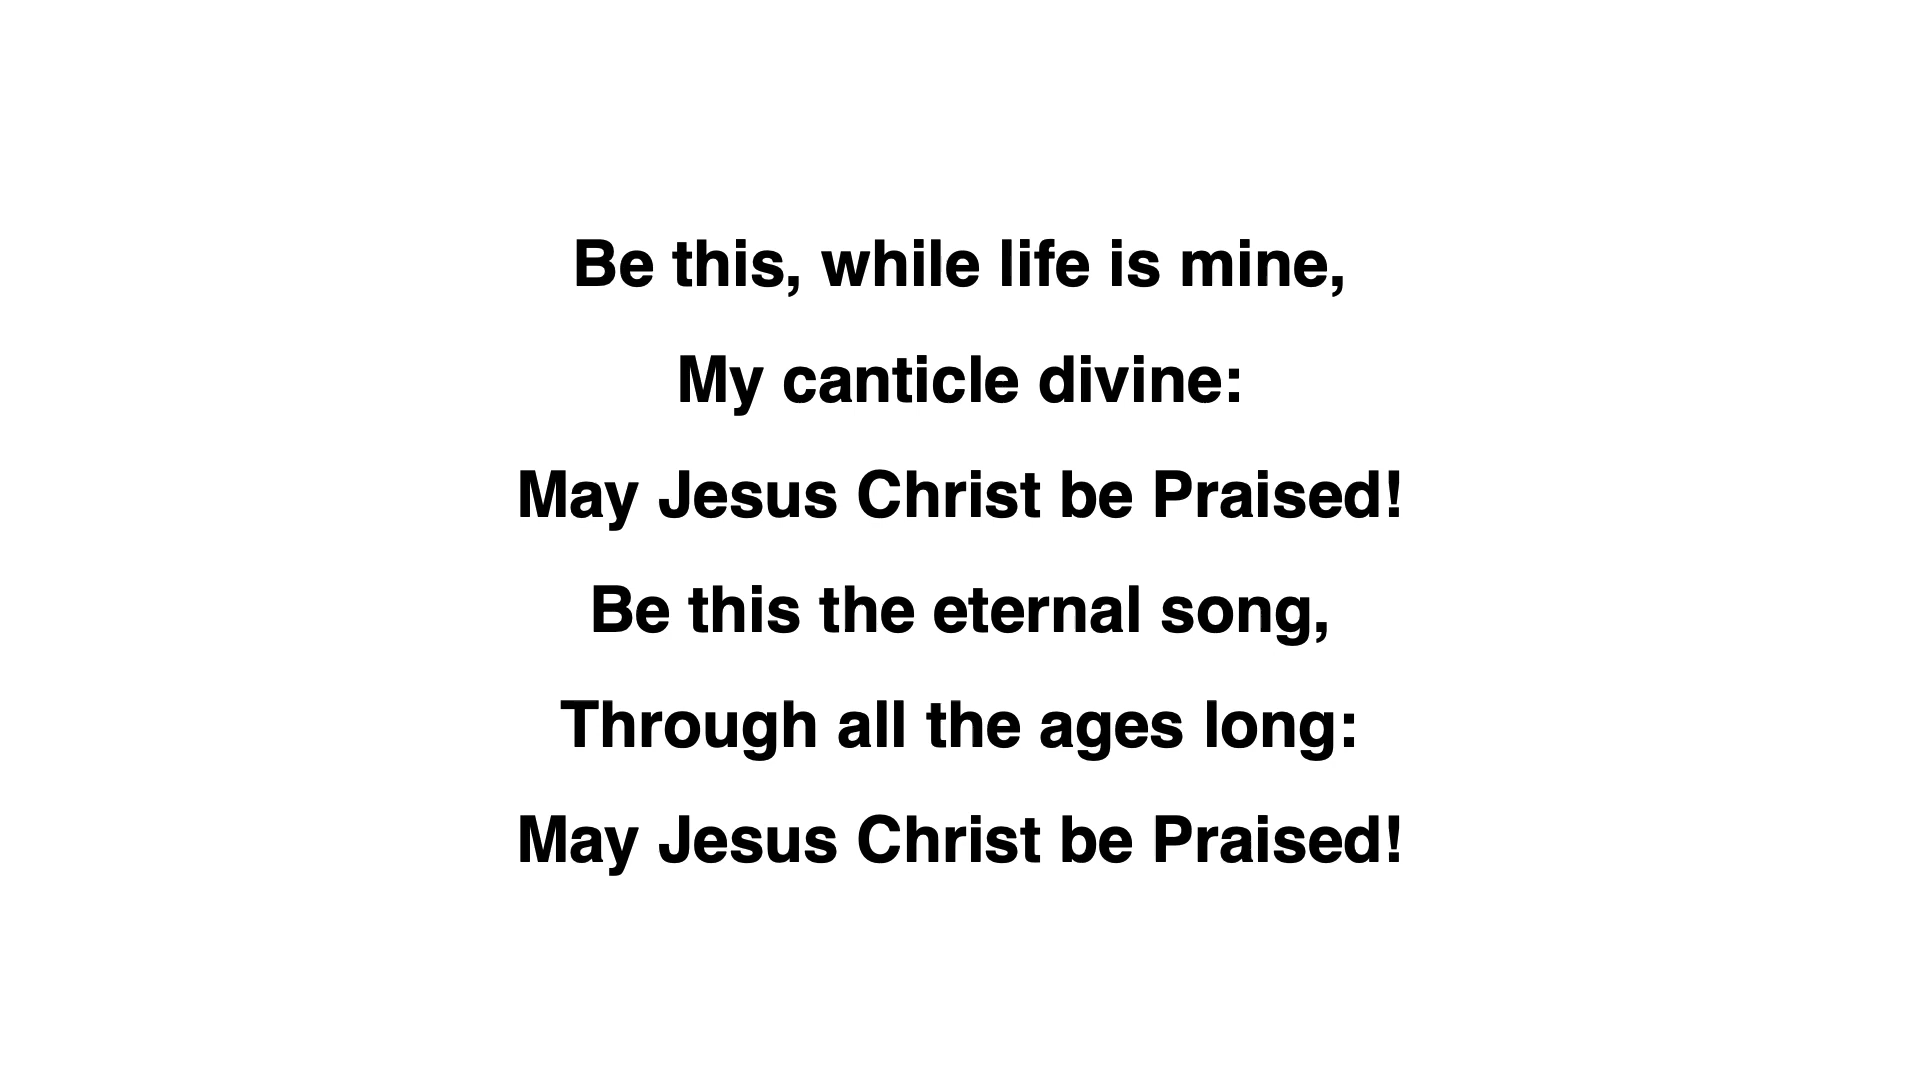 Be this, while life is mine,
My canticle divine:
May Jesus Christ be Praised!
Be this the eternal song,
Through all the ages long:
May Jesus Christ be Praised!